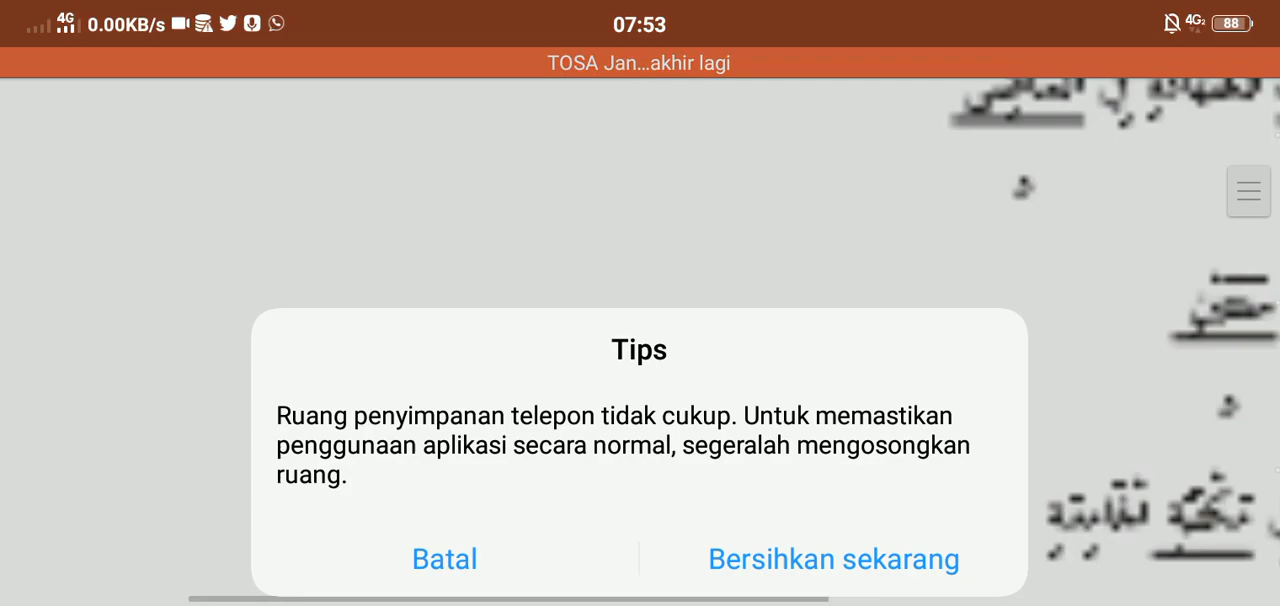 4G 0.00KB/s 07:53 4G2 88
TOSA Jan...akhir lagi
Tips
Ruang penyimpanan telepon tidak cukup. Untuk memastikan
penggunaan aplikasi secara normal, segeralah mengosongkan
ruang.
Batal Bersihkan sekarang